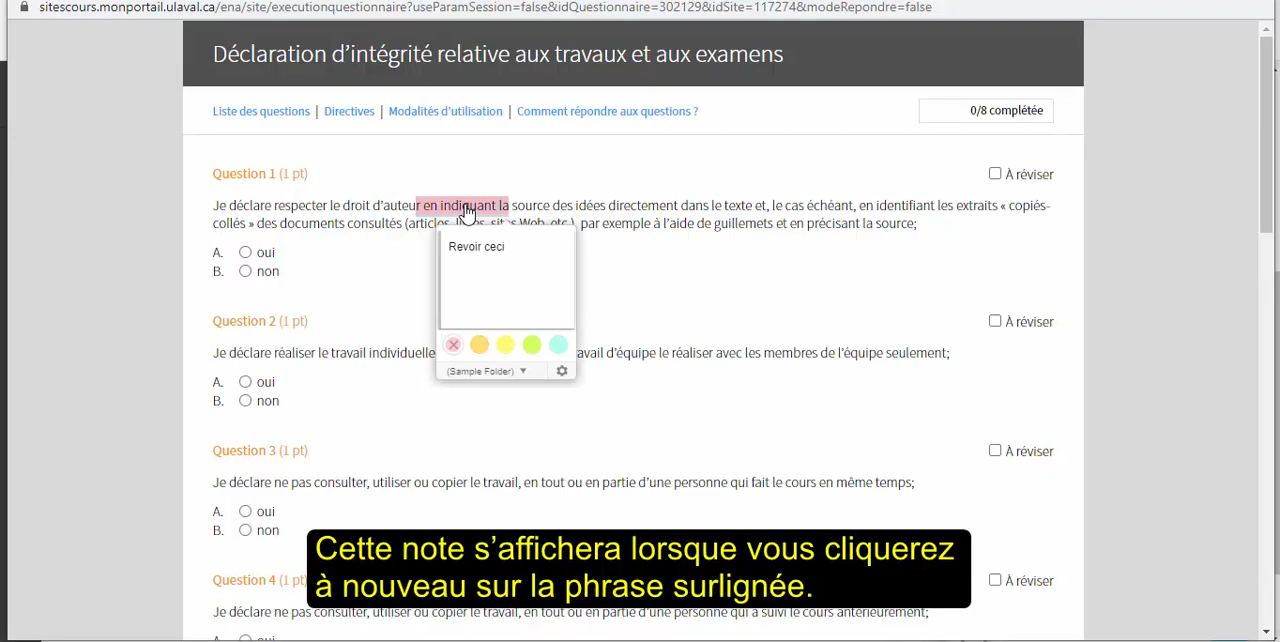 sitescours.monportail.ulaval.ca/ena/site/executionquestionnaire?useParamSession=false&idQuestionnaire=302129&idSite=117274&modeRepondre=false
Déclaration d’intégrité relative aux travaux et aux examens
Liste des questions | Directives | Modalités d’utilisation | Comment répondre aux questions ?
0/8 complétée
Question 1 (1 pt)
À réviser
Je déclare respecter le droit d’auteur en indiquant la source des idées directement dans le texte et, le cas échéant, en identifiant les extraits « copiés-
collés » des documents consultés (articles, livres, sites Web, etc.), par exemple à l’aide de guillemets et en précisant la source;
A. oui
B. non
Revoir ceci
(Sample Folder)
Question 2 (1 pt)
À réviser
Je déclare réaliser le travail individuelle avail d’équipe le réaliser avec les membres de l’équipe seulement;
A. oui
B. non
Question 3 (1 pt)
À réviser
Je déclare ne pas consulter, utiliser ou copier le travail, en tout ou en partie d’une personne qui fait le cours en même temps;
A. oui
B. non
Cette note s’affichera lorsque vous cliquerez
à nouveau sur la phrase surlignée.
Question 4 (1 pt
À réviser
Je déclare ne pas consulter, utiliser ou copier le travail, en tout ou en partie d’une personne qui a suivi le cours antérieurement;
A. oui